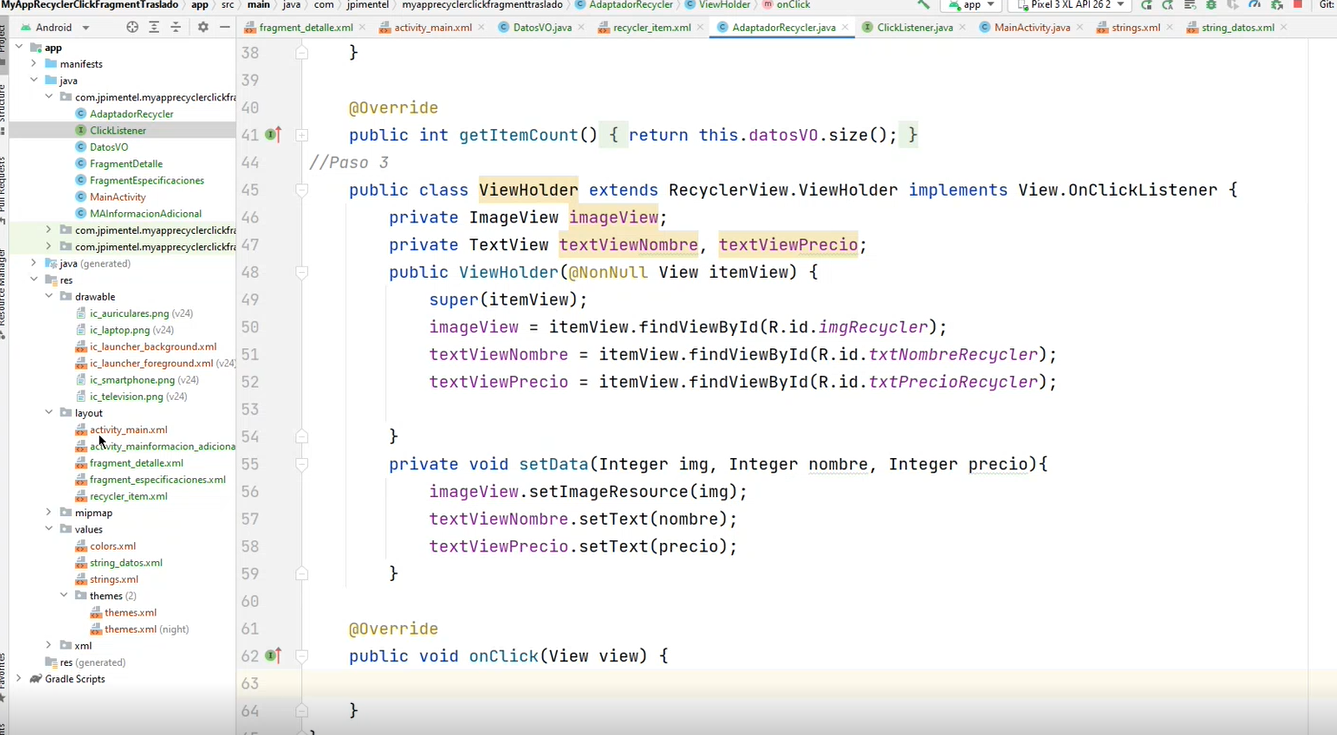 MyAppRecyclerClickFragmentTraslado app src main java com jpimentel myapprecyclerclickfragmenttraslado AdaptadorRecycler ViewHolder onClick app Pixel 3 XL API 26 2 Git:
Android fragment_detalle.xml activity_main.xml DatosVO.java recycler_item.xml AdaptadorRecycler.java ClickListener.java MainActivity.java strings.xml string_datos.xml
Project
Structure
Pull Requests
Resource Manager
Favorites
app
manifests
java
com.jpimentel.myapprecyclerclickfra
AdaptadorRecycler
ClickListener
DatosVO
FragmentDetalle
FragmentEspecificaciones
MainActivity
MAInformacionAdicional
com.jpimentel.myapprecyclerclickfra
com.jpimentel.myapprecyclerclickfra
java (generated)
res
drawable
ic_auriculares.png (v24)
ic_laptop.png (v24)
ic_launcher_background.xml
ic_launcher_foreground.xml (v24)
ic_smartphone.png (v24)
ic_television.png (v24)
layout
activity_main.xml
activity_mainformacion_adiciona
fragment_detalle.xml
fragment_especificaciones.xml
recycler_item.xml
mipmap
values
colors.xml
string_datos.xml
strings.xml
themes (2)
themes.xml
themes.xml (night)
xml
res (generated)
Gradle Scripts
38 }
39
40 @Override
41 public int getItemCount() { return this.datosVO.size(); }
44 //Paso 3
45 public class ViewHolder extends RecyclerView.ViewHolder implements View.OnClickListener {
46 private ImageView imageView;
47 private TextView textViewNombre, textViewPrecio;
48 public ViewHolder(@NonNull View itemView) {
49 super(itemView);
50 imageView = itemView.findViewById(R.id.imgRecycler);
51 textViewNombre = itemView.findViewById(R.id.txtNombreRecycler);
52 textViewPrecio = itemView.findViewById(R.id.txtPrecioRecycler);
53
54 }
55 private void setData(Integer img, Integer nombre, Integer precio){
56 imageView.setImageResource(img);
57 textViewNombre.setText(nombre);
58 textViewPrecio.setText(precio);
59 }
60
61 @Override
62 public void onClick(View view) {
63
64 }